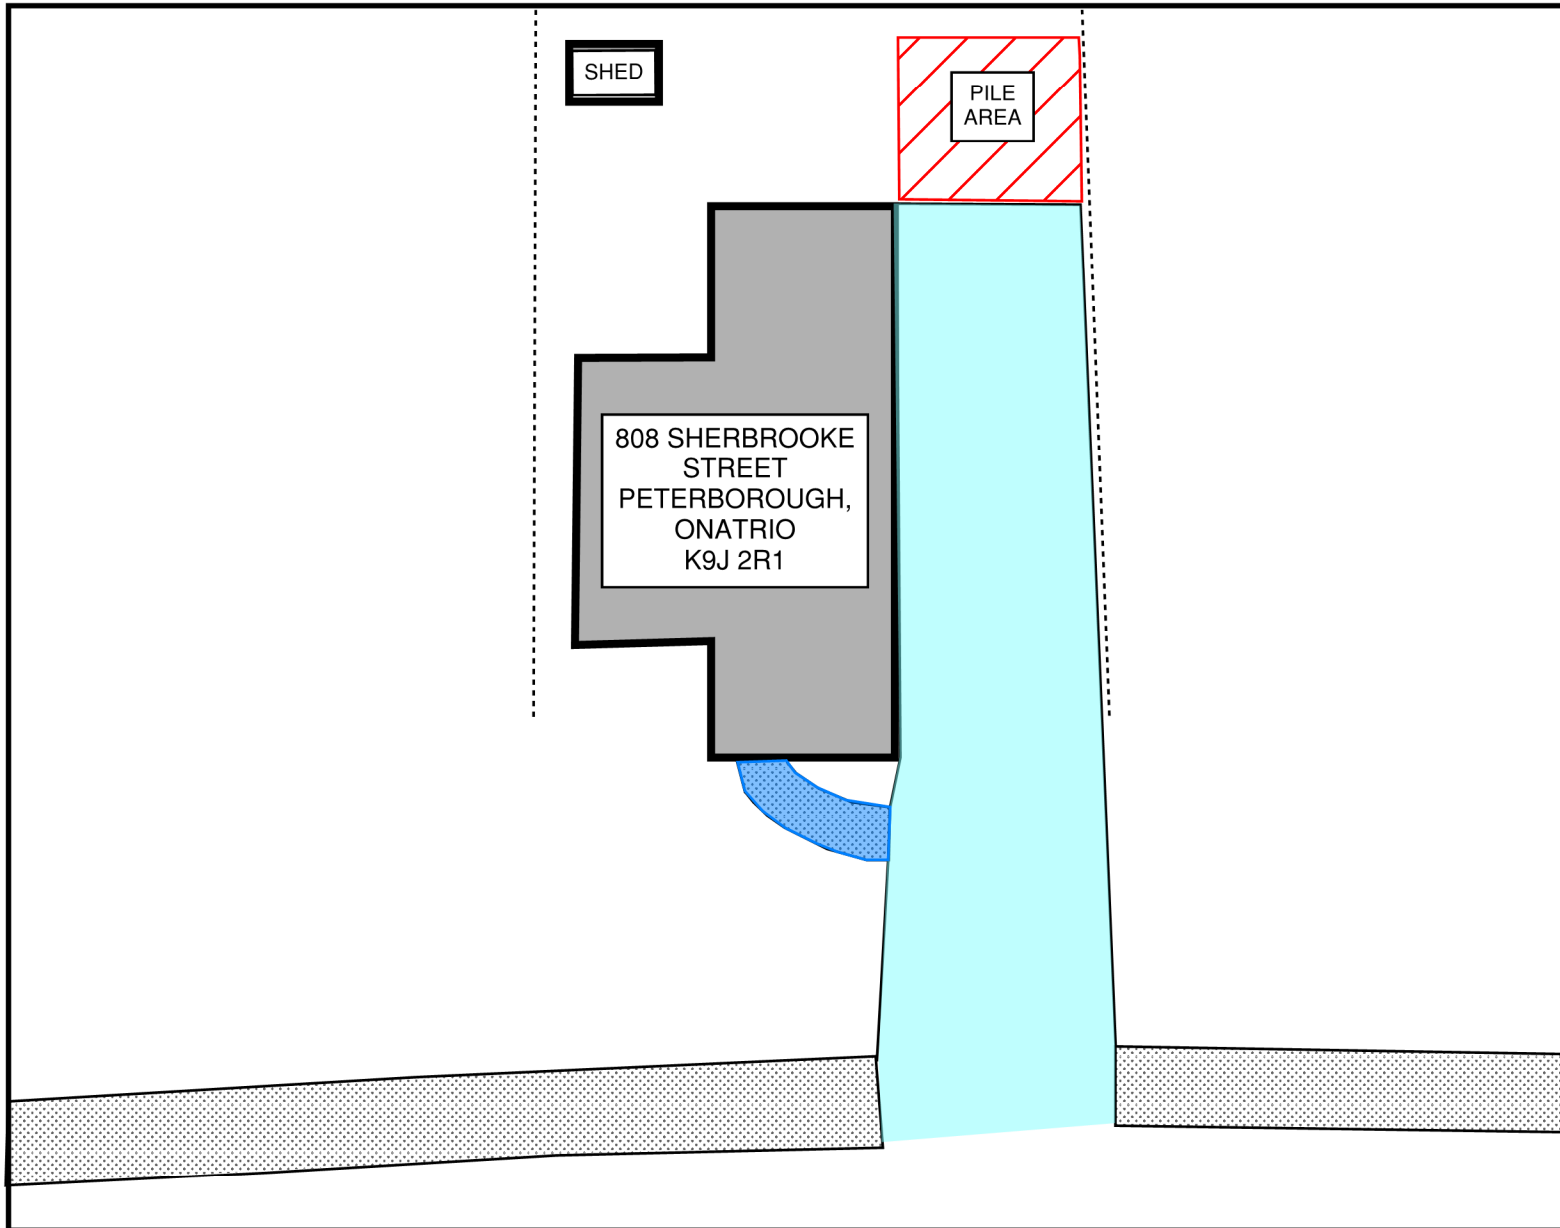 SHED
PILE
AREA
808 SHERBROOKE
STREET
PETERBOROUGH,
ONATRIO
K9J 2R1